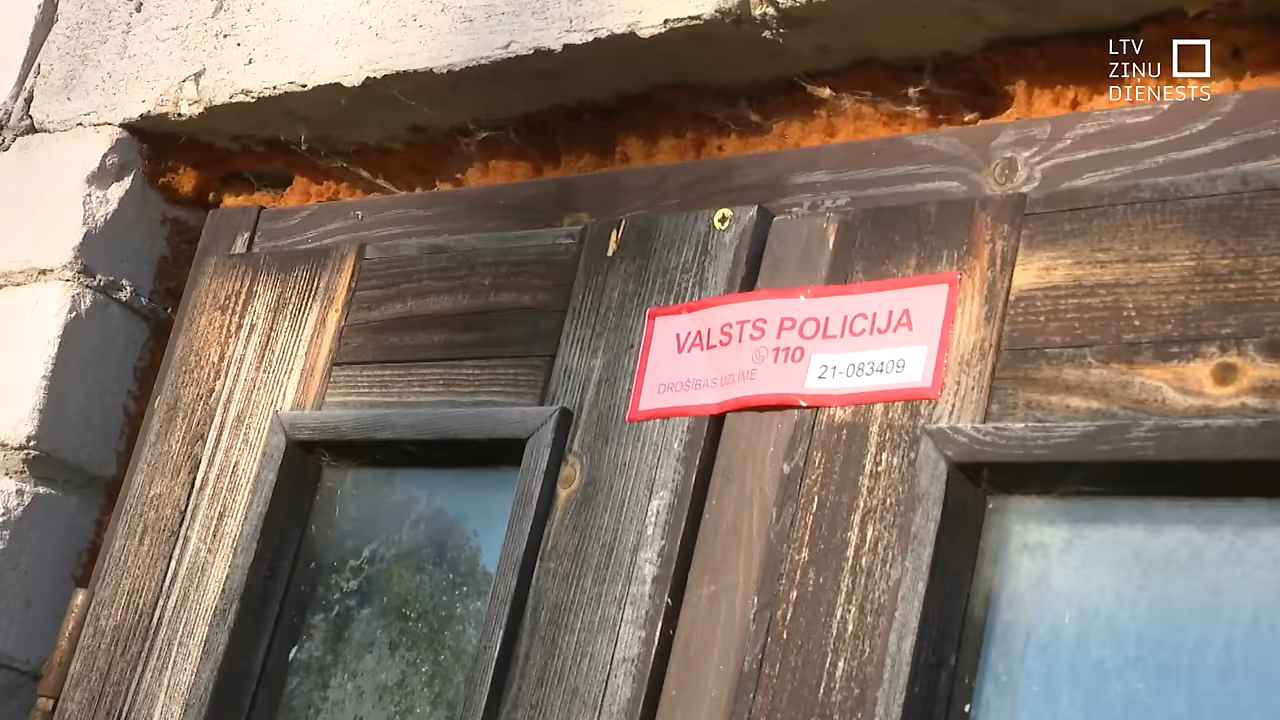 LTV
ZIŅU
DIENESTS
VALSTS POLICIJA
110
DROŠĪBAS UZLĪME
21-083409